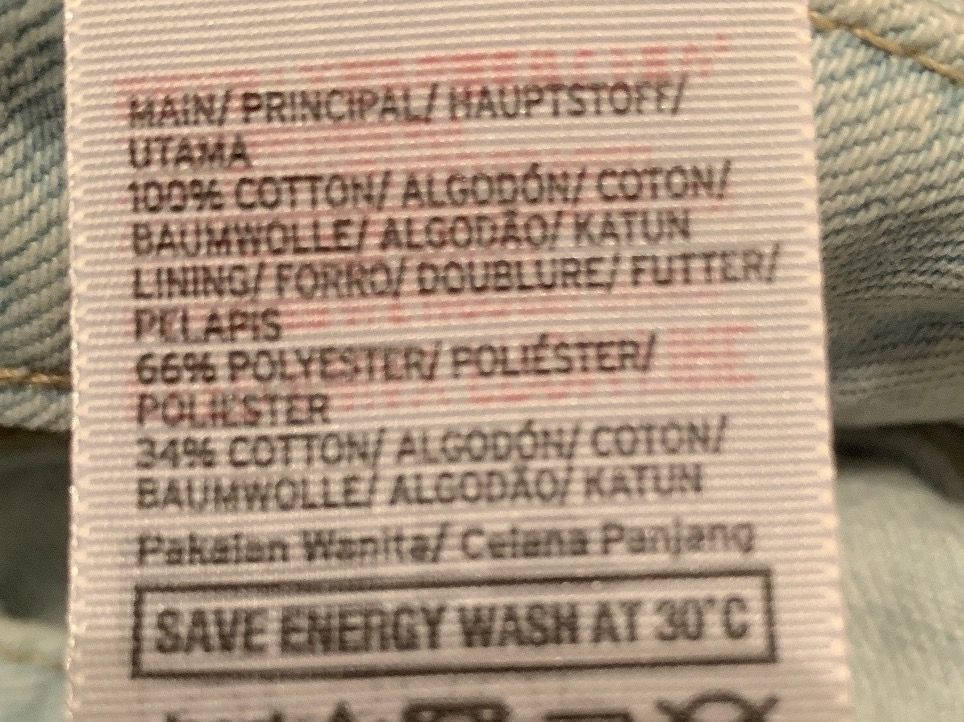 MAIN/ PRINCIPAL/ HAUPTSTOFF/
UTAMA
100% COTTON/ ALGODÓN/ COTON/
BAUMWOLLE/ ALGODÃO/ KATUN
LINING/ FORRO/ DOUBLURE/ FUTTER/
PELAPIS
66% POLYESTER/ POLIÉSTER/
POLIESTER
34% COTTON/ ALGODÓN/ COTON/
BAUMWOLLE/ ALGODÃO/ KATUN
Pakaian Wanita/ Celana Panjang
SAVE ENERGY WASH AT 30°C